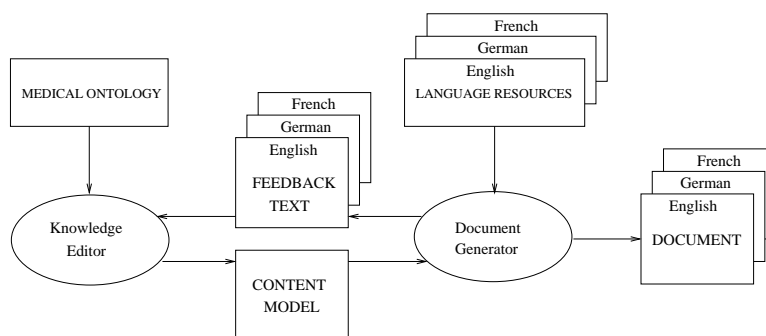 French
German
English
LANGUAGE RESOURCES
MEDICAL ONTOLOGY
French
German
English
FEEDBACK
TEXT
French
German
English
DOCUMENT
Knowledge
Editor
Document
Generator
CONTENT
MODEL